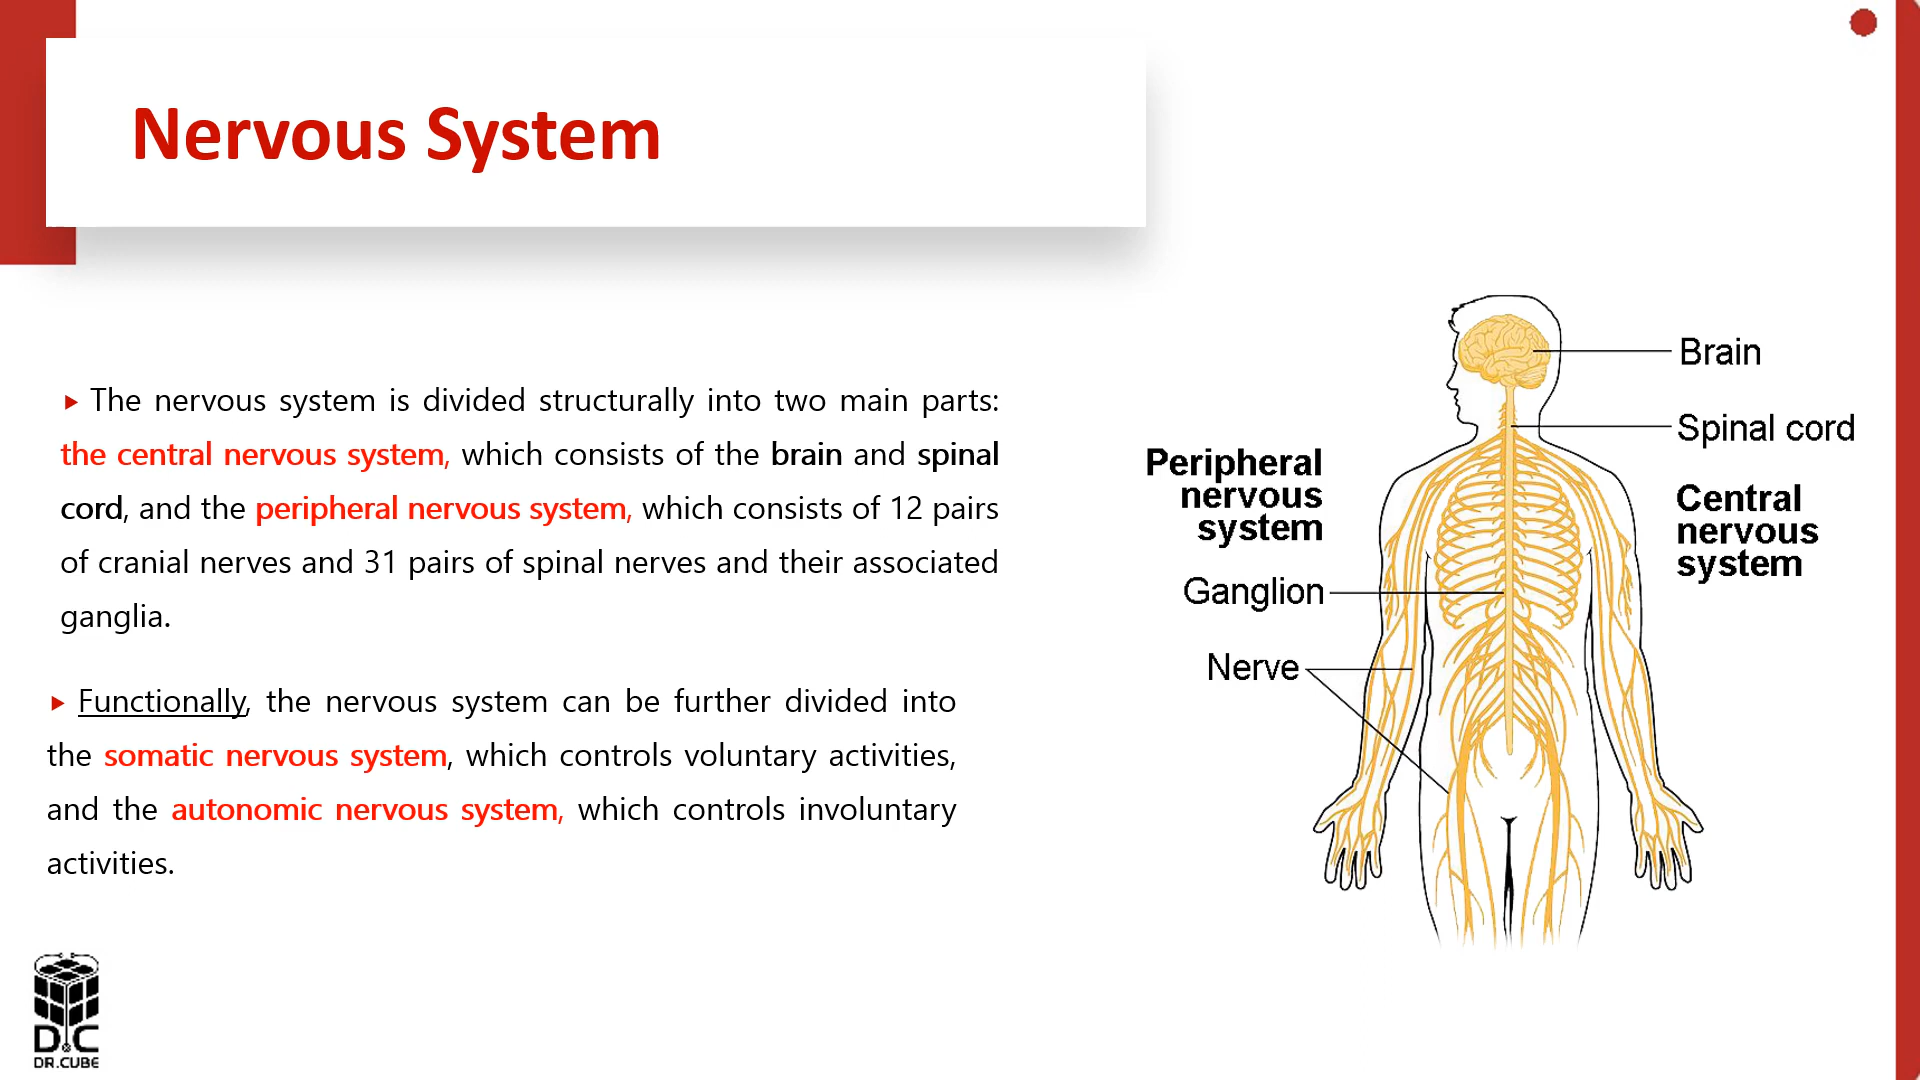 Nervous System
▸ The nervous system is divided structurally into two main parts:
the central nervous system, which consists of the brain and spinal
cord, and the peripheral nervous system, which consists of 12 pairs
of cranial nerves and 31 pairs of spinal nerves and their associated
ganglia.
▸ Functionally, the nervous system can be further divided into
the somatic nervous system, which controls voluntary activities,
and the autonomic nervous system, which controls involuntary
activities.
Brain
Spinal cord
Peripheral
nervous
system
Central
nervous
system
Ganglion
Nerve
D.C
DR.CUBE